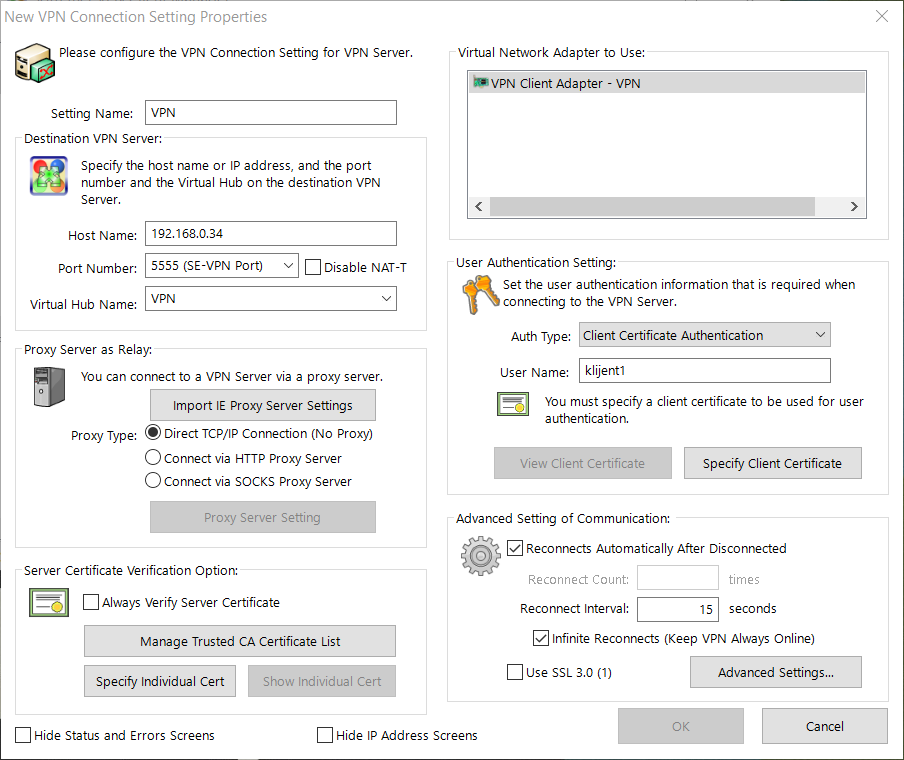 New VPN Connection Setting Properties
Please configure the VPN Connection Setting for VPN Server.
Setting Name:
VPN
Destination VPN Server:
Specify the host name or IP address, and the port
number and the Virtual Hub on the destination VPN
Server.
Host Name:
192.168.0.34
Port Number:
5555 (SE-VPN Port)
Disable NAT-T
Virtual Hub Name:
VPN
Proxy Server as Relay:
You can connect to a VPN Server via a proxy server.
Import IE Proxy Server Settings
Proxy Type:
Direct TCP/IP Connection (No Proxy)
Connect via HTTP Proxy Server
Connect via SOCKS Proxy Server
Proxy Server Setting
Server Certificate Verification Option:
Always Verify Server Certificate
Manage Trusted CA Certificate List
Specify Individual Cert
Show Individual Cert
Hide Status and Errors Screens
Hide IP Address Screens
Virtual Network Adapter to Use:
VPN Client Adapter - VPN
User Authentication Setting:
Set the user authentication information that is required when
connecting to the VPN Server.
Auth Type:
Client Certificate Authentication
User Name:
klijent1
You must specify a client certificate to be used for user
authentication.
View Client Certificate
Specify Client Certificate
Advanced Setting of Communication:
Reconnects Automatically After Disconnected
Reconnect Count:
times
Reconnect Interval:
15
seconds
Infinite Reconnects (Keep VPN Always Online)
Use SSL 3.0 (1)
Advanced Settings...
OK
Cancel